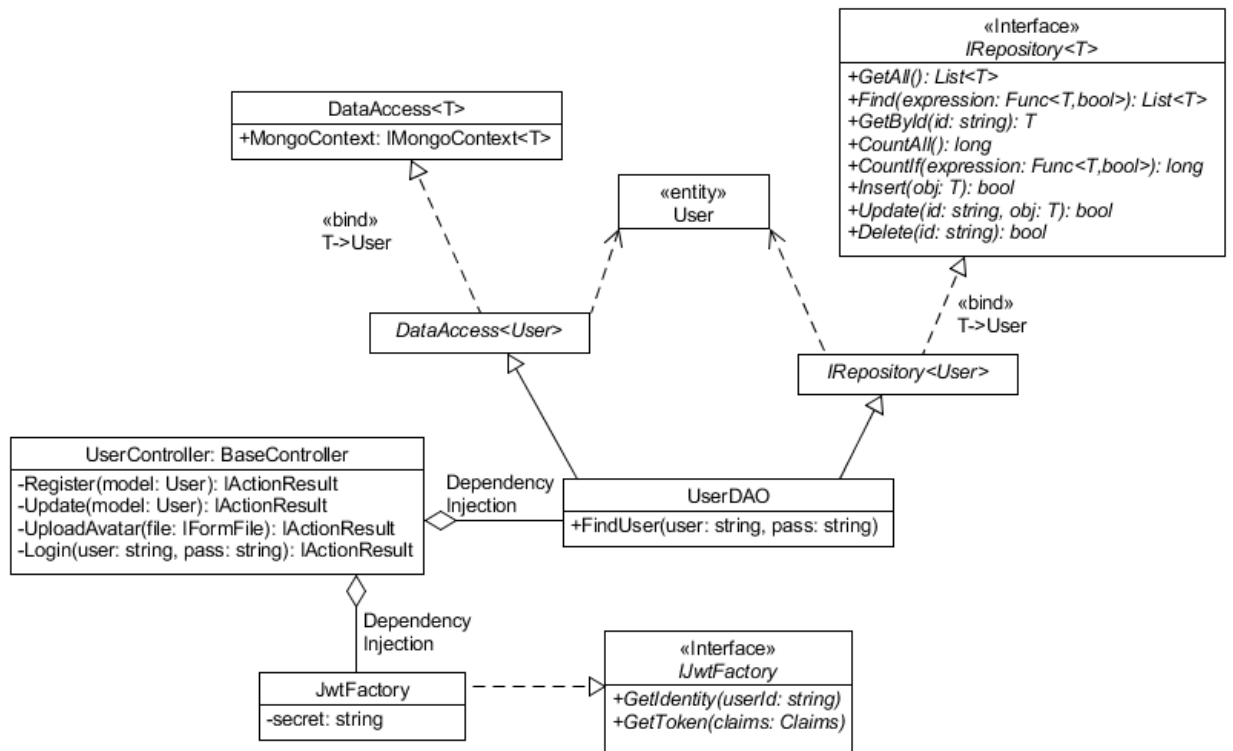 «Interface»
IRepository<T>
+GetAll(): List<T>
+Find(expression: Func<T,bool>): List<T>
+GetById(id: string): T
+CountAll(): long
+CountIf(expression: Func<T,bool>): long
+Insert(obj: T): bool
+Update(id: string, obj: T): bool
+Delete(id: string): bool
DataAccess<T>
+MongoContext: IMongoContext<T>
«entity»
User
«bind»
T->User
«bind»
T->User
DataAccess<User>
IRepository<User>
UserController: BaseController
-Register(model: User): IActionResult
-Update(model: User): IActionResult
-UploadAvatar(file: IFormFile): IActionResult
-Login(user: string, pass: string): IActionResult
Dependency
Injection
UserDAO
+FindUser(user: string, pass: string)
Dependency
Injection
JwtFactory
-secret: string
«Interface»
IJwtFactory
+GetIdentity(userId: string)
+GetToken(claims: Claims)